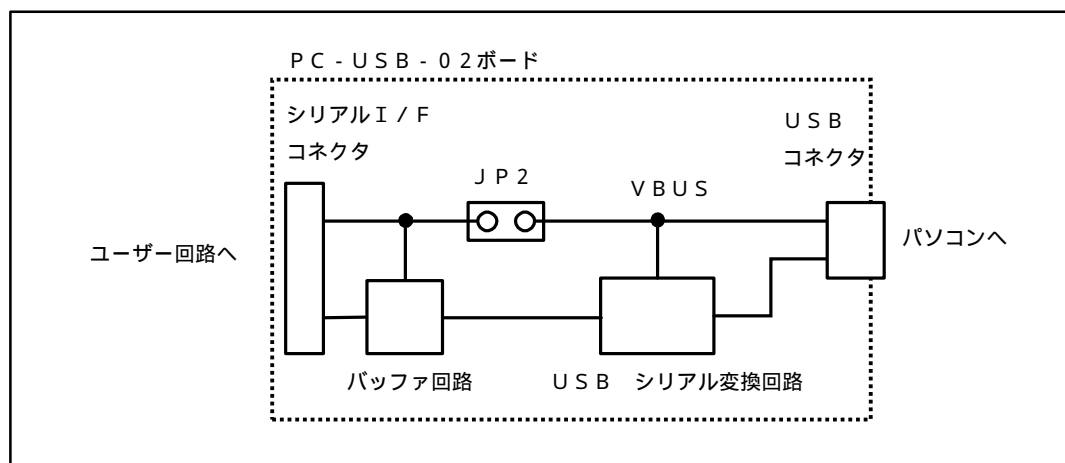 ＰＣ-ＵＳＢ-０２ボード
シリアルＩ／Ｆ
コネクタ
ＵＳＢ
コネクタ
ＪＰ２
ＶＢＵＳ
ユーザー回路へ
パソコンへ
バッファ回路
ＵＳＢ　シリアル変換回路